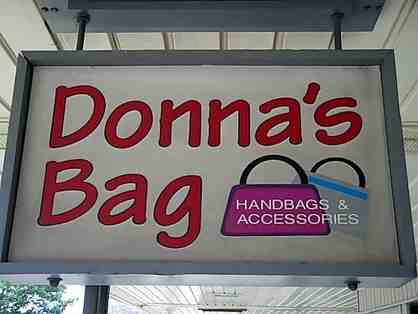 Donna's
Bag
HANDBAGS &
ACCESSORIES